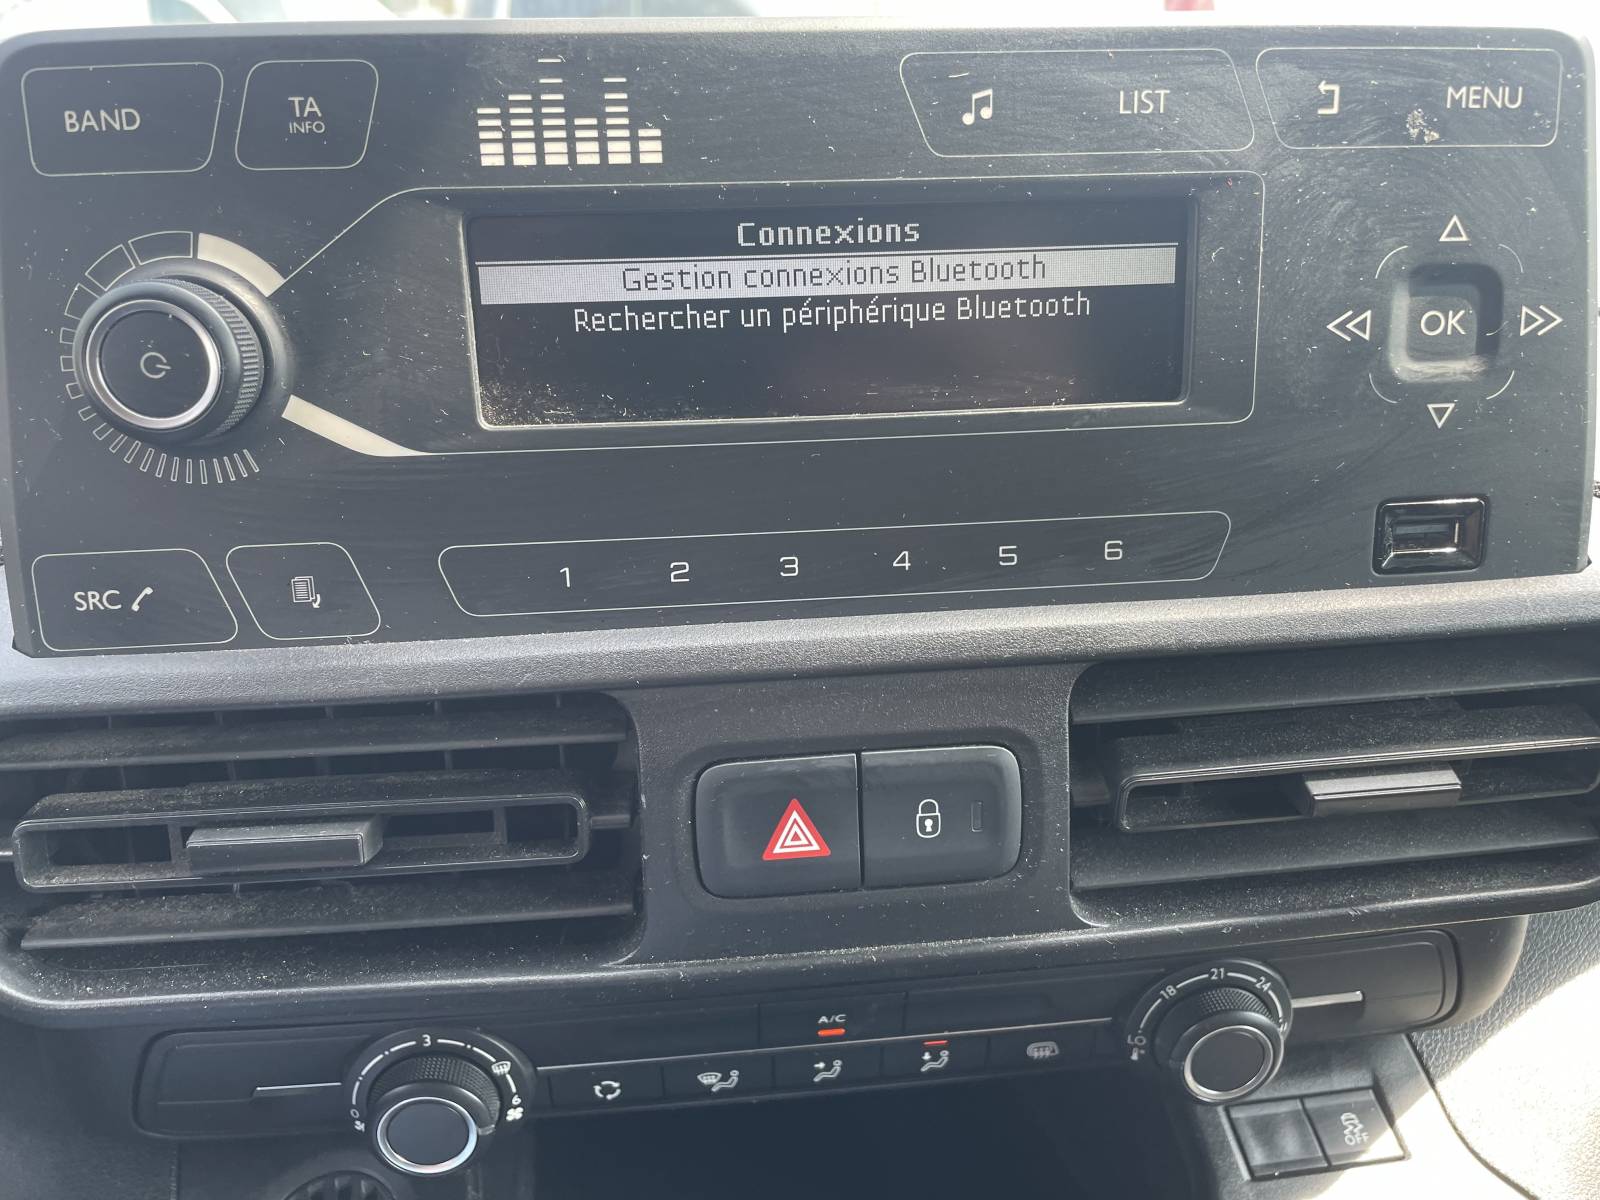 BAND
TA
INFO
LIST
MENU
Connexions
Gestion connexions Bluetooth
Rechercher un périphérique Bluetooth
OK
SRC
1 2 3 4 5 6
A/C
3
0
6
18
21
24
OFF